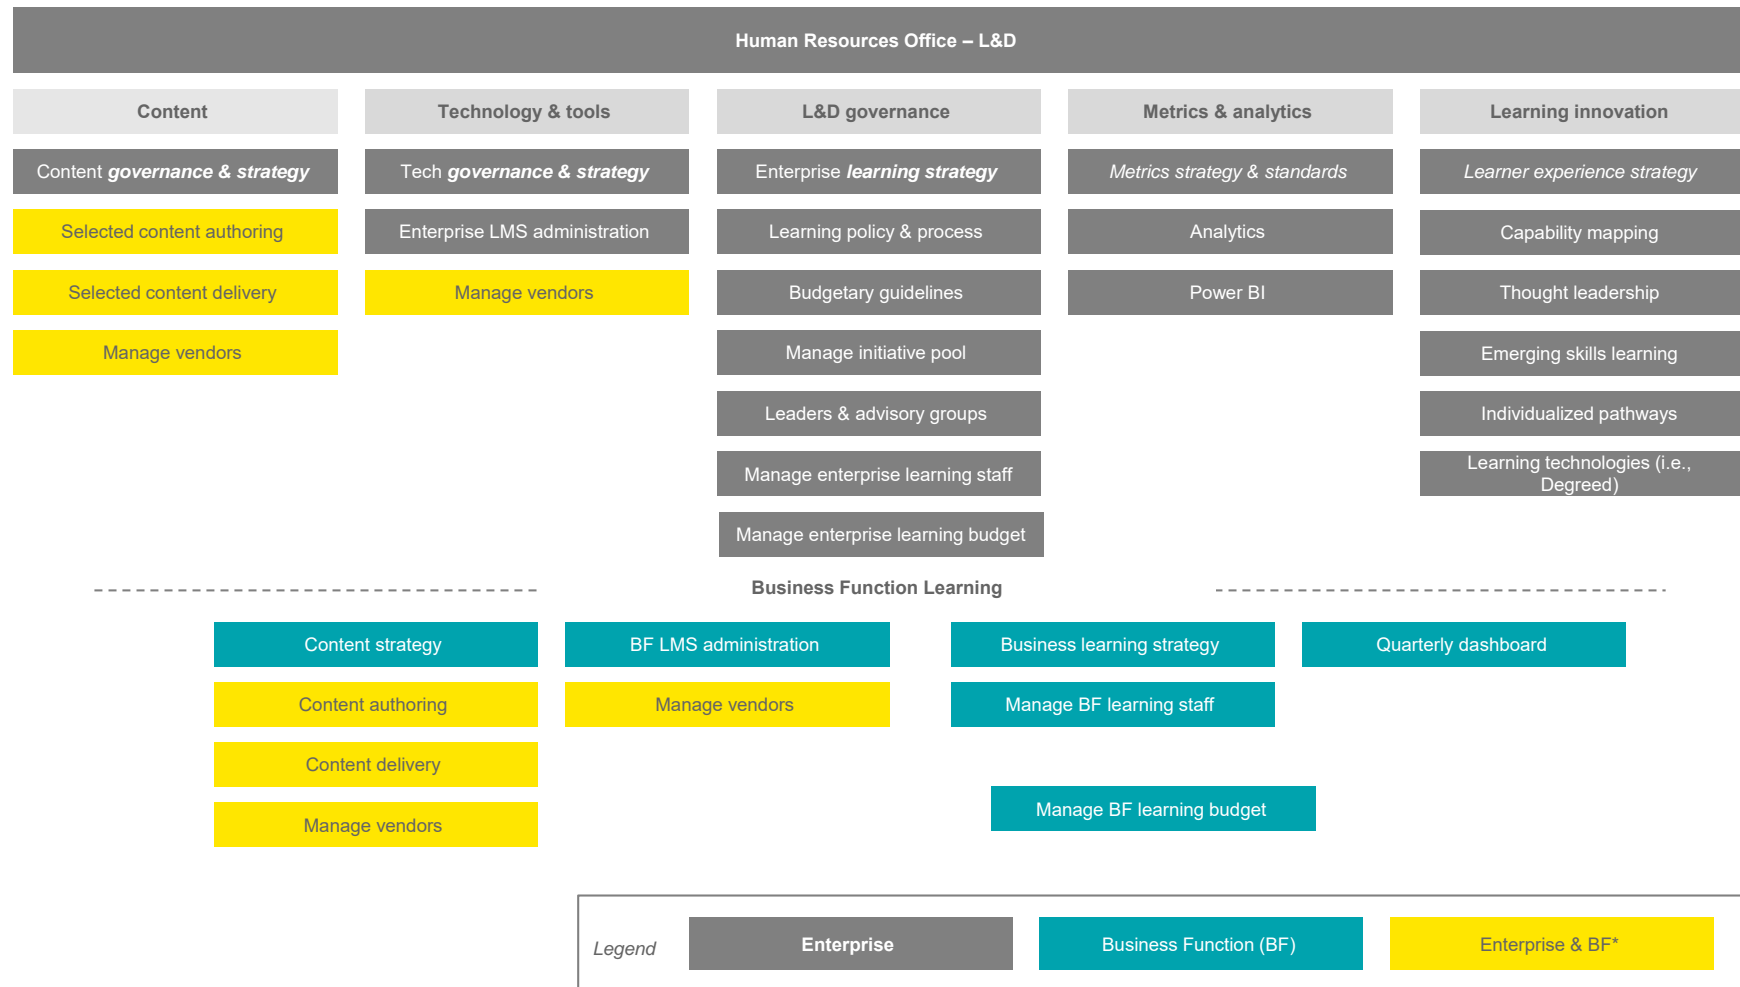 Human Resources Office – L&D
Content
Technology & tools
L&D governance
Metrics & analytics
Learning innovation
Content governance & strategy
Tech governance & strategy
Enterprise learning strategy
Metrics strategy & standards
Learner experience strategy
Selected content authoring
Enterprise LMS administration
Learning policy & process
Analytics
Capability mapping
Selected content delivery
Manage vendors
Budgetary guidelines
Power BI
Thought leadership
Manage vendors
Manage initiative pool
Emerging skills learning
Leaders & advisory groups
Individualized pathways
Manage enterprise learning staff
Learning technologies (i.e.,
Degreed)
Manage enterprise learning budget
Business Function Learning
Content strategy
BF LMS administration
Business learning strategy
Quarterly dashboard
Content authoring
Manage vendors
Manage BF learning staff
Content delivery
Manage BF learning budget
Manage vendors
Legend
Enterprise
Business Function (BF)
Enterprise & BF*